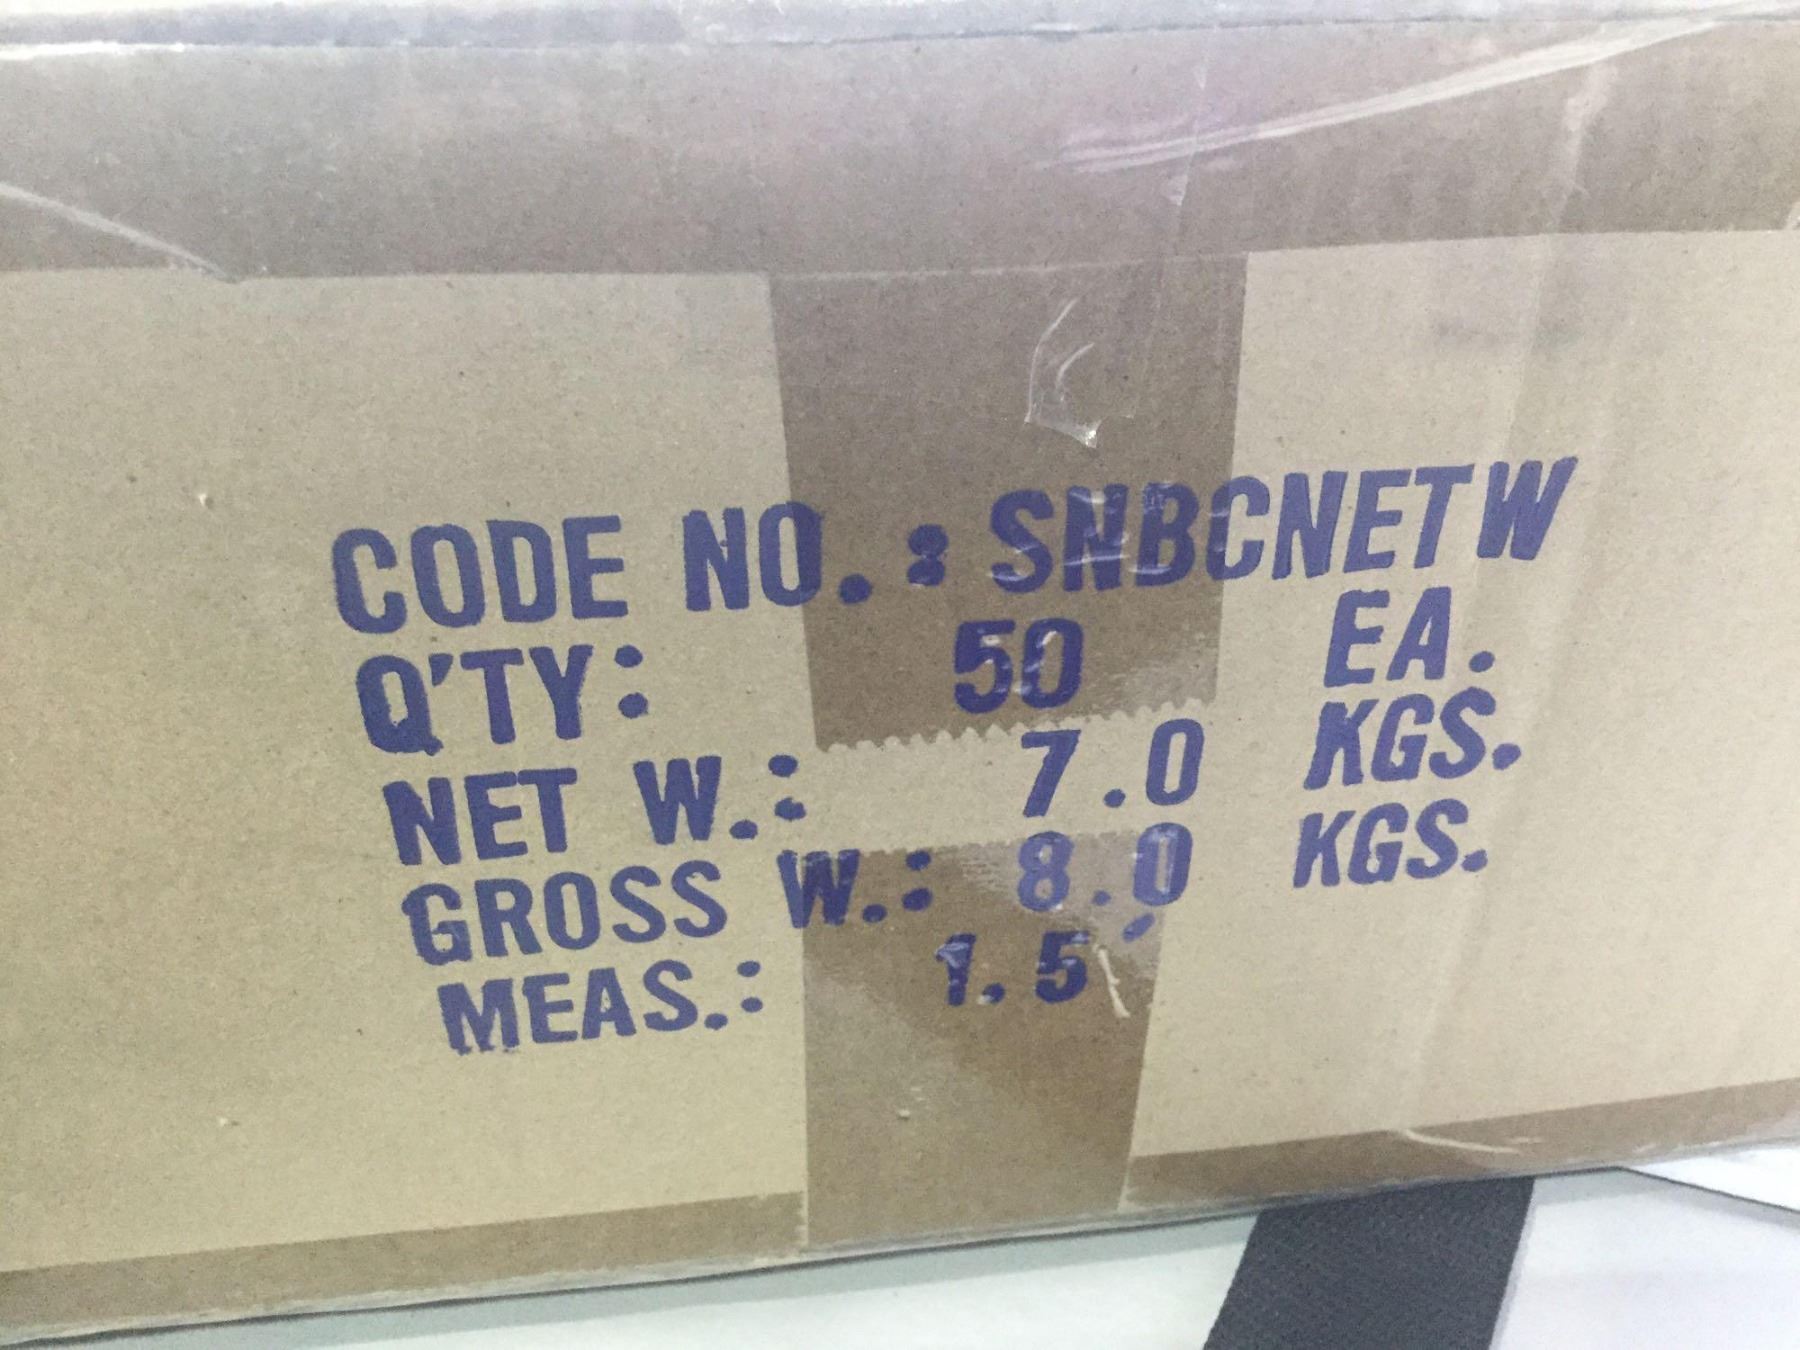 CODE NO.: SNBCNETW
Q'TY: 50 EA.
NET W.: 7.0 KGS.
GROSS W.: 8.0 KGS.
MEAS.: 1.5'